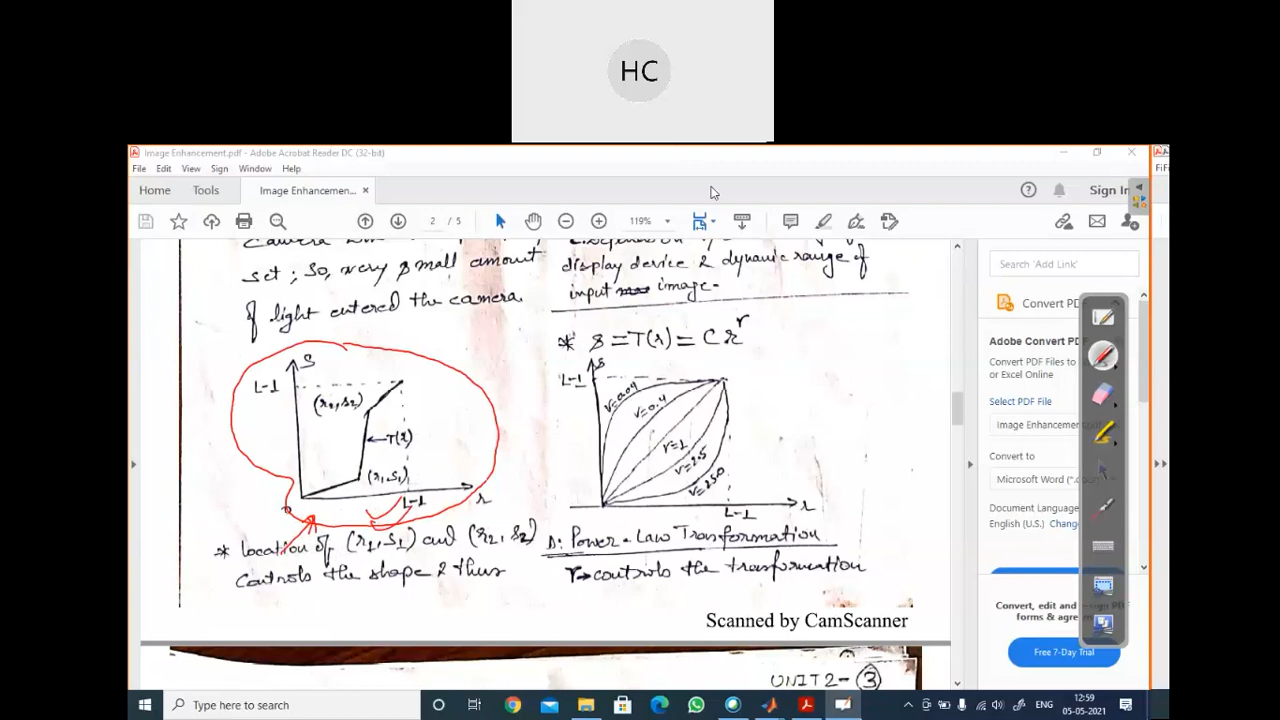 HC
Image Enhancement.pdf - Adobe Acrobat Reader DC (32-bit)
File Edit View Sign Window Help
Home Tools Image Enhancemen... × Sign In
2 / 5 119%
Camera
set; So, very small amount
of light entered the camera.
S
L-1
(r2, s2)
T(r)
(r1, s1)
L-1
r
* location of (r1, s1) and (r2, s2)
Controls the shape & thus
display device & dynamic range of
input image.
* s = T(r) = C r^γ
s
L-1
γ=0.04
γ=0.4
γ=1
γ=2.5
γ=25.0
L-1
r
D: Power-Law Transformation
γ→controls the transformation
Scanned by CamScanner
UNIT2-③
Search 'Add Link'
Convert PDF
Adobe Convert PDF
Convert PDF Files to
or Excel Online
Select PDF File
Image Enhancement
Convert to
Microsoft Word (*.d
Document Language:
English (U.S.) Change
Convert, edit and
forms & agre
Free 7-Day Trial
FiFi
Type here to search
ENG
12:59
05-05-2021